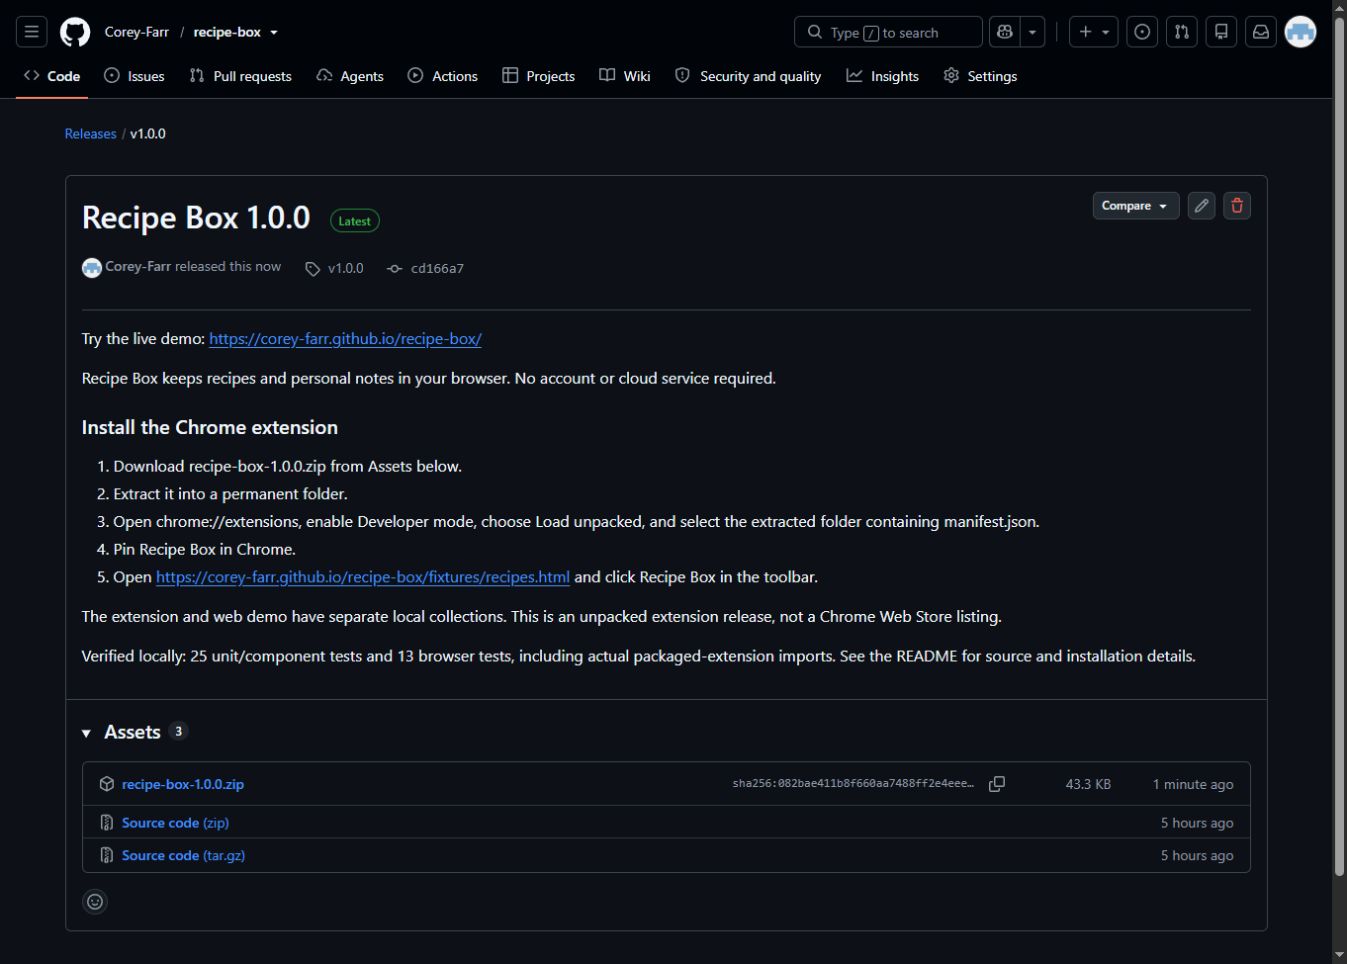 Corey-Farr / recipe-box
Type / to search
Code Issues Pull requests Agents Actions Projects Wiki Security and quality Insights Settings
Releases / v1.0.0
Recipe Box 1.0.0 Latest
Compare
Corey-Farr released this now v1.0.0 cd166a7
Try the live demo: https://corey-farr.github.io/recipe-box/
Recipe Box keeps recipes and personal notes in your browser. No account or cloud service required.
Install the Chrome extension
1. Download recipe-box-1.0.0.zip from Assets below.
2. Extract it into a permanent folder.
3. Open chrome://extensions, enable Developer mode, choose Load unpacked, and select the extracted folder containing manifest.json.
4. Pin Recipe Box in Chrome.
5. Open https://corey-farr.github.io/recipe-box/fixtures/recipes.html and click Recipe Box in the toolbar.
The extension and web demo have separate local collections. This is an unpacked extension release, not a Chrome Web Store listing.
Verified locally: 25 unit/component tests and 13 browser tests, including actual packaged-extension imports. See the README for source and installation details.
Assets 3
recipe-box-1.0.0.zip sha256:082bae411b8f660aa7488ff2e4eee… 43.3 KB 1 minute ago
Source code (zip) 5 hours ago
Source code (tar.gz) 5 hours ago